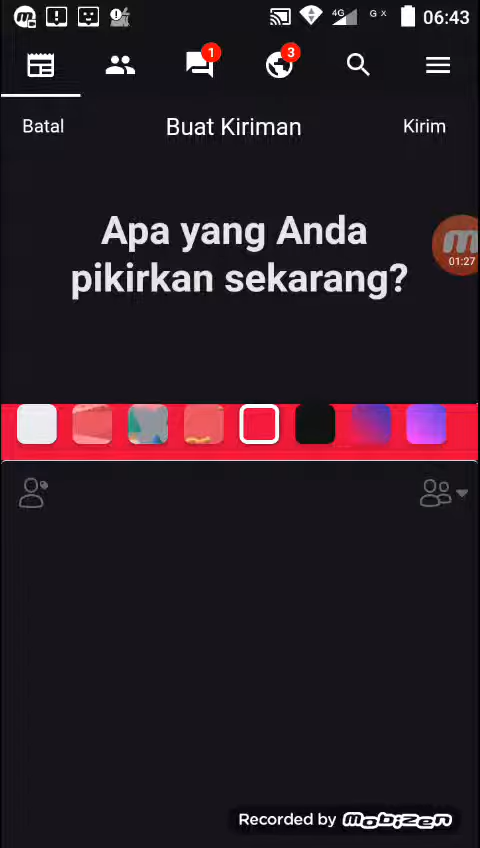 4G
G x
06:43
1
3
Batal
Buat Kiriman
Kirim
Apa yang Anda
pikirkan sekarang?
01:27
Recorded by Mobizen